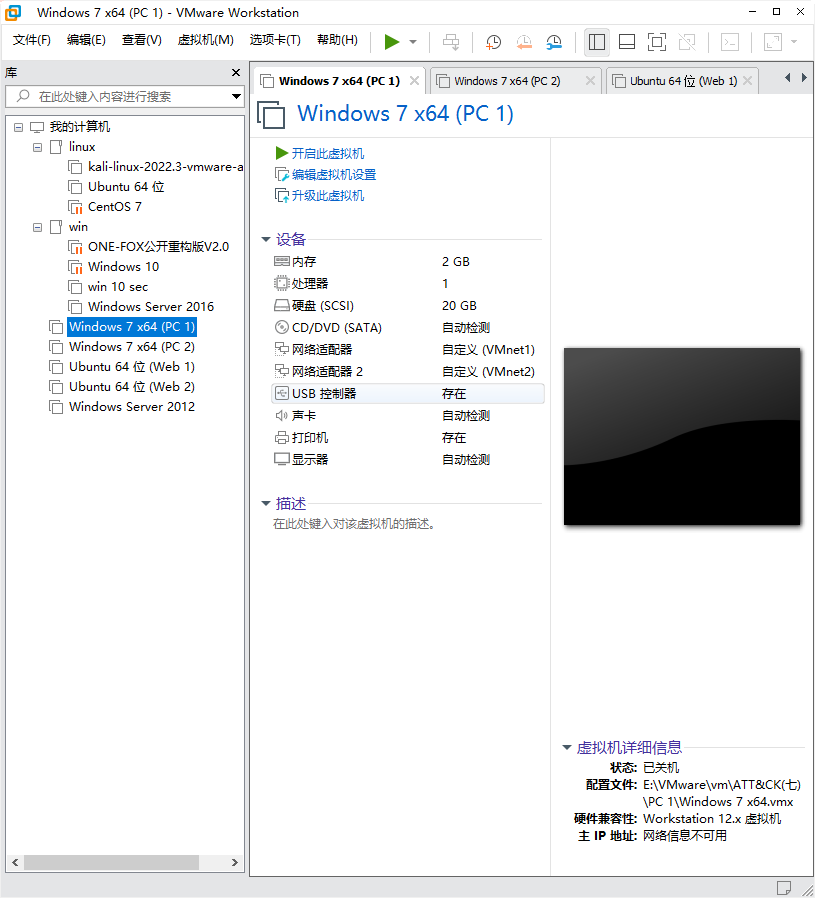 Windows 7 x64 (PC 1) - VMware Workstation
文件(F) 编辑(E) 查看(V) 虚拟机(M) 选项卡(T) 帮助(H)
库
在此处键入内容进行搜索
我的计算机
linux
kali-linux-2022.3-vmware-a
Ubuntu 64 位
CentOS 7
win
ONE-FOX公开重构版V2.0
Windows 10
win 10 sec
Windows Server 2016
Windows 7 x64 (PC 1)
Windows 7 x64 (PC 2)
Ubuntu 64 位 (Web 1)
Ubuntu 64 位 (Web 2)
Windows Server 2012
Windows 7 x64 (PC 1) Windows 7 x64 (PC 2) Ubuntu 64 位 (Web 1)
Windows 7 x64 (PC 1)
开启此虚拟机
编辑虚拟机设置
升级此虚拟机
设备
内存 2 GB
处理器 1
硬盘 (SCSI) 20 GB
CD/DVD (SATA) 自动检测
网络适配器 自定义 (VMnet1)
网络适配器 2 自定义 (VMnet2)
USB 控制器 存在
声卡 自动检测
打印机 存在
显示器 自动检测
描述
在此处键入对该虚拟机的描述。
虚拟机详细信息
状态: 已关机
配置文件: E:\VMware\vm\ATT&CK(七)
\PC 1\Windows 7 x64.vmx
硬件兼容性: Workstation 12.x 虚拟机
主 IP 地址: 网络信息不可用